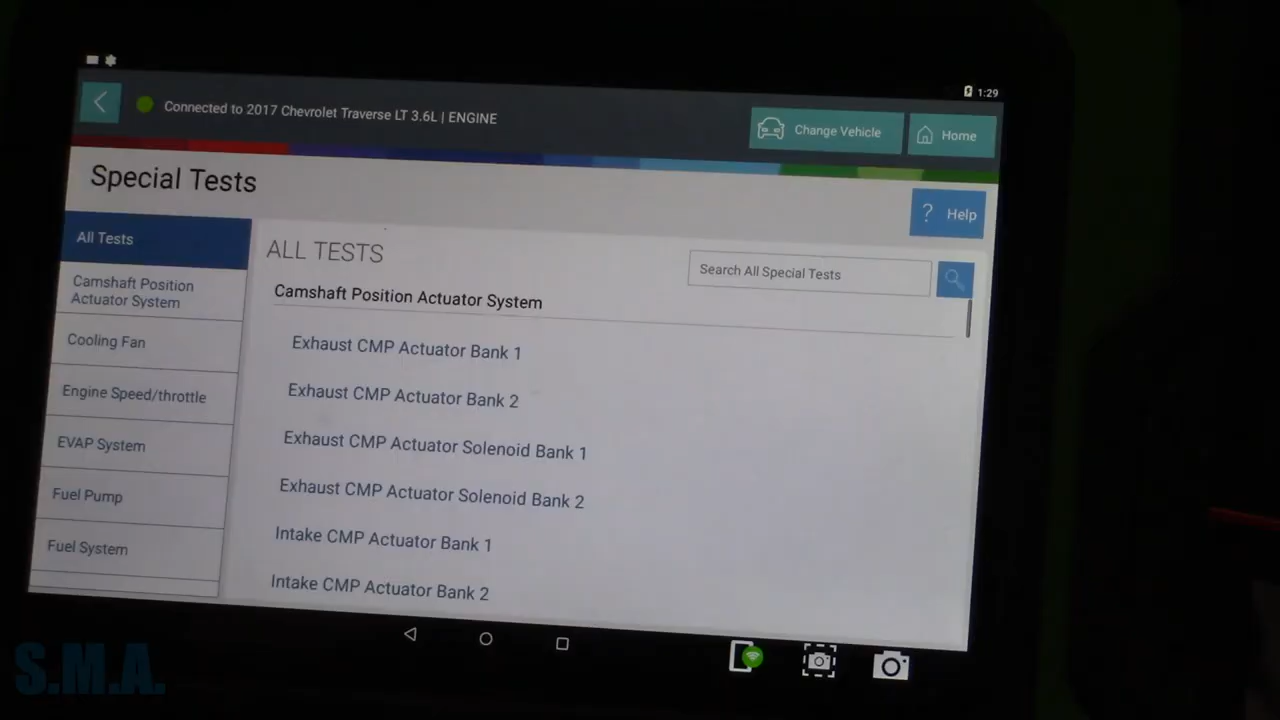 1:29
Connected to 2017 Chevrolet Traverse LT 3.6L | ENGINE
Change Vehicle
Home
Special Tests
? Help
All Tests
Camshaft Position
Actuator System
Cooling Fan
Engine Speed/throttle
EVAP System
Fuel Pump
Fuel System
ALL TESTS
Search All Special Tests
Camshaft Position Actuator System
Exhaust CMP Actuator Bank 1
Exhaust CMP Actuator Bank 2
Exhaust CMP Actuator Solenoid Bank 1
Exhaust CMP Actuator Solenoid Bank 2
Intake CMP Actuator Bank 1
Intake CMP Actuator Bank 2
S.M.A.